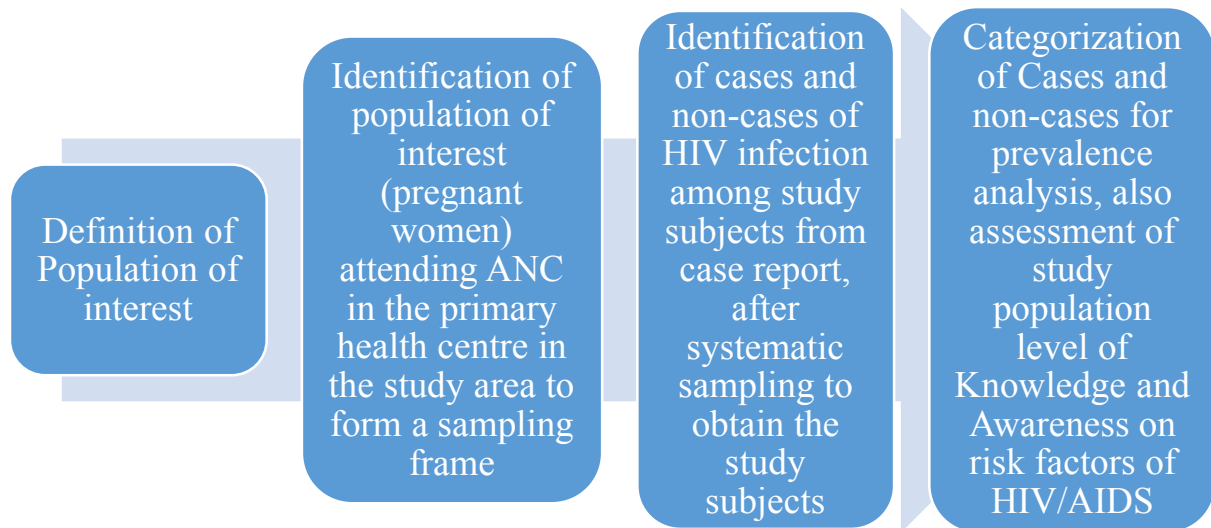 Definition of
Population of
interest
Identification of
population of
interest
(pregnant
women)
attending ANC
in the primary
health centre in
the study area to
form a sampling
frame
Identification
of cases and
non-cases of
HIV infection
among study
subjects from
case report,
after
systematic
sampling to
obtain the
study
subjects
Categorization
of Cases and
non-cases for
prevalence
analysis, also
assessment of
study
population
level of
Knowledge and
Awareness on
risk factors of
HIV/AIDS